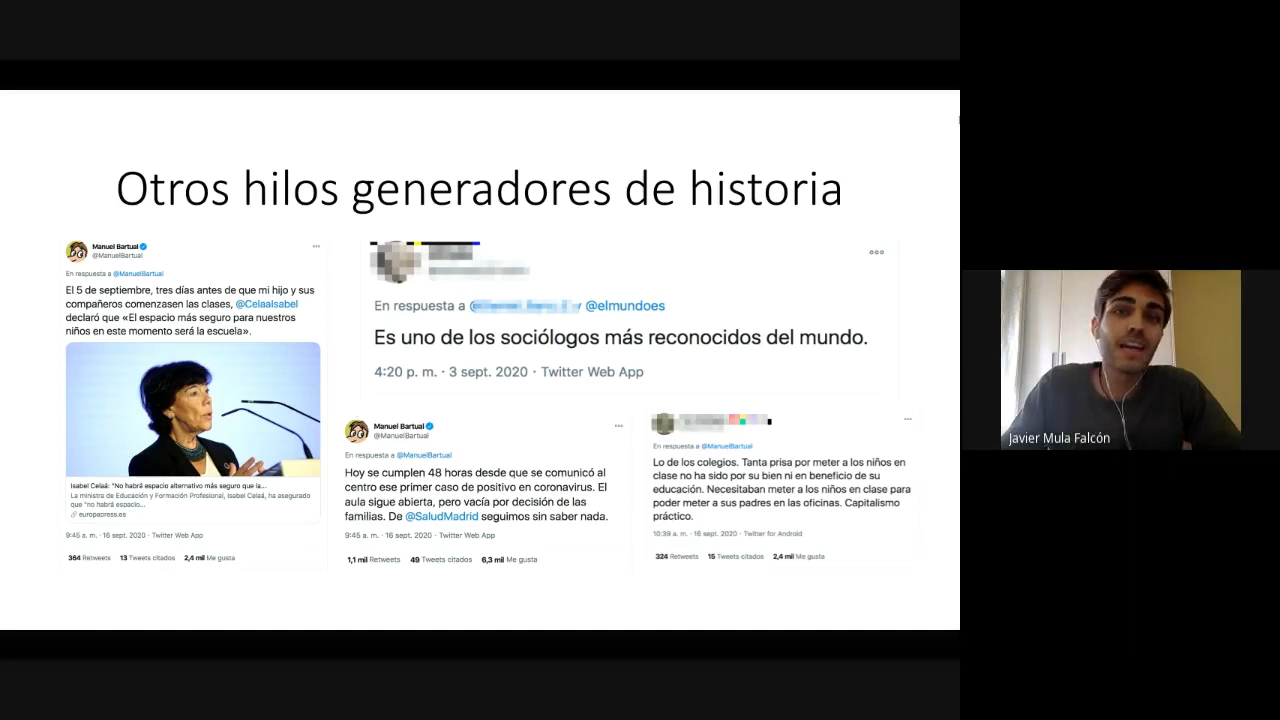 Otros hilos generadores de historia
Manuel Bartual
@ManuelBartual
En respuesta a @ManuelBartual
El 5 de septiembre, tres días antes de que mi hijo y sus
compañeros comenzasen las clases, @CelaaIsabel
declaró que «El espacio más seguro para nuestros
niños en este momento será la escuela».
Isabel Celaá: "No habrá espacio alternativo más seguro que la...
La ministra de Educación y Formación Profesional, Isabel Celaá, ha asegurado
que "no habrá espacio...
europapress.es
9:45 a. m. · 16 sept. 2020 · Twitter Web App
364 Retweets 13 Tweets citados 2,4 mil Me gusta
En respuesta a @elmundoes
Es uno de los sociólogos más reconocidos del mundo.
4:20 p. m. · 3 sept. 2020 · Twitter Web App
Manuel Bartual
@ManuelBartual
En respuesta a @ManuelBartual
Hoy se cumplen 48 horas desde que se comunicó al
centro ese primer caso de positivo en coronavirus. El
aula sigue abierta, pero vacía por decisión de las
familias. De @SaludMadrid seguimos sin saber nada.
9:45 a. m. · 16 sept. 2020 · Twitter Web App
1,1 mil Retweets 49 Tweets citados 6,3 mil Me gusta
En respuesta a @ManuelBartual
Lo de los colegios. Tanta prisa por meter a los niños en
clase no ha sido por su bien ni en beneficio de su
educación. Necesitaban meter a los niños en clase para
poder meter a sus padres en las oficinas. Capitalismo
práctico.
10:39 a. m. · 16 sept. 2020 · Twitter for Android
324 Retweets 15 Tweets citados 2,4 mil Me gusta
Javier Mula Falcón